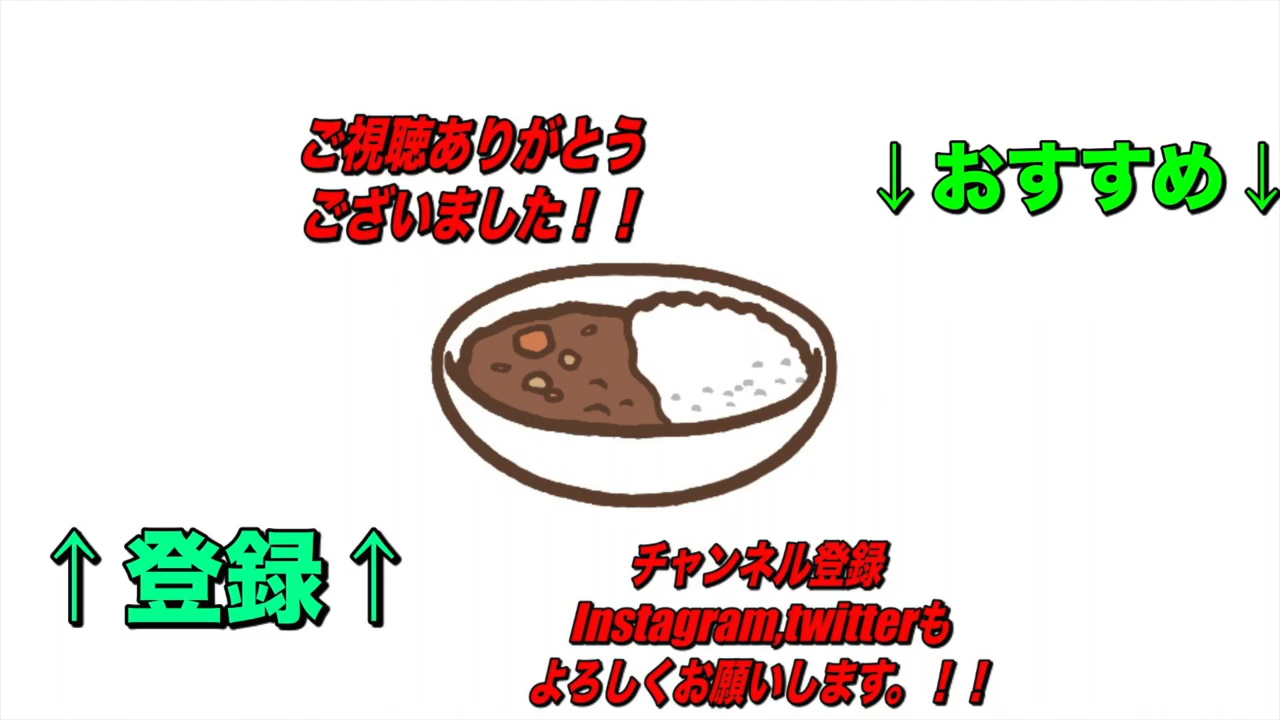 ご視聴ありがとう
ございました！！
↓おすすめ↓
↑登録↑
チャンネル登録
Instagram,twitterも
よろしくお願いします。！！